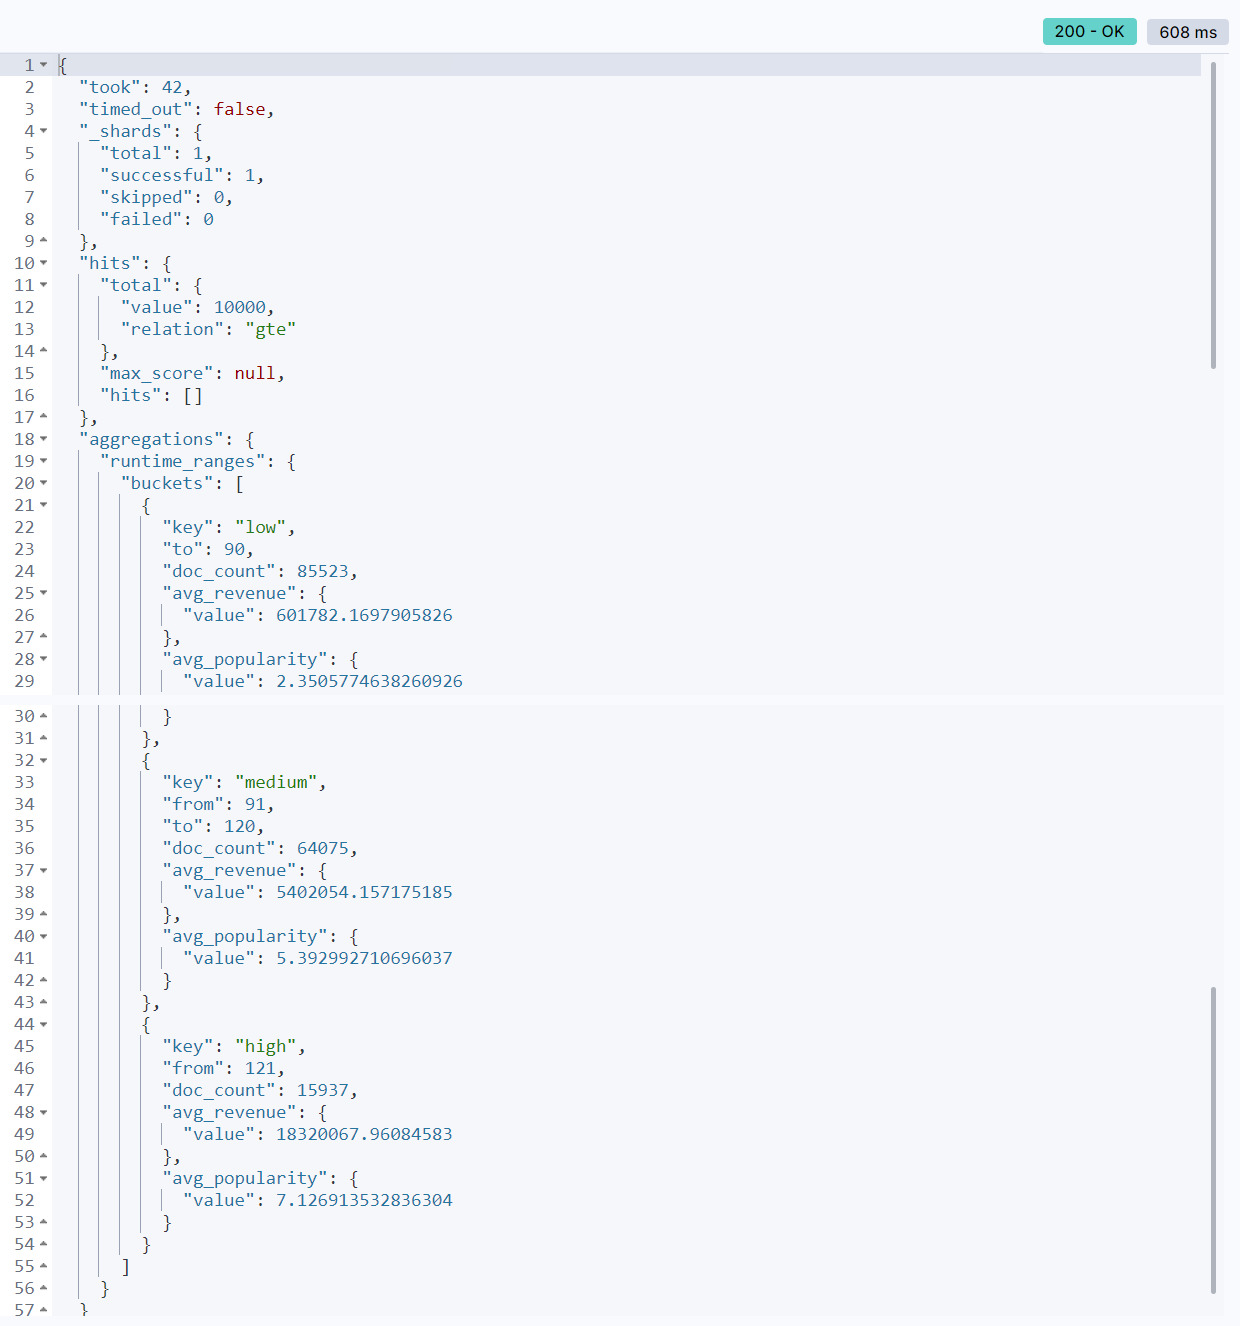 200 - OK 608 ms
1 {
2 "took": 42,
3 "timed_out": false,
4 "_shards": {
5 "total": 1,
6 "successful": 1,
7 "skipped": 0,
8 "failed": 0
9 },
10 "hits": {
11 "total": {
12 "value": 10000,
13 "relation": "gte"
14 },
15 "max_score": null,
16 "hits": []
17 },
18 "aggregations": {
19 "runtime_ranges": {
20 "buckets": [
21 {
22 "key": "low",
23 "to": 90,
24 "doc_count": 85523,
25 "avg_revenue": {
26 "value": 601782.1697905826
27 },
28 "avg_popularity": {
29 "value": 2.3505774638260926
30 }
31 },
32 {
33 "key": "medium",
34 "from": 91,
35 "to": 120,
36 "doc_count": 64075,
37 "avg_revenue": {
38 "value": 5402054.157175185
39 },
40 "avg_popularity": {
41 "value": 5.392992710696037
42 }
43 },
44 {
45 "key": "high",
46 "from": 121,
47 "doc_count": 15937,
48 "avg_revenue": {
49 "value": 18320067.96084583
50 },
51 "avg_popularity": {
52 "value": 7.126913532836304
53 }
54 }
55 ]
56 }
57 }